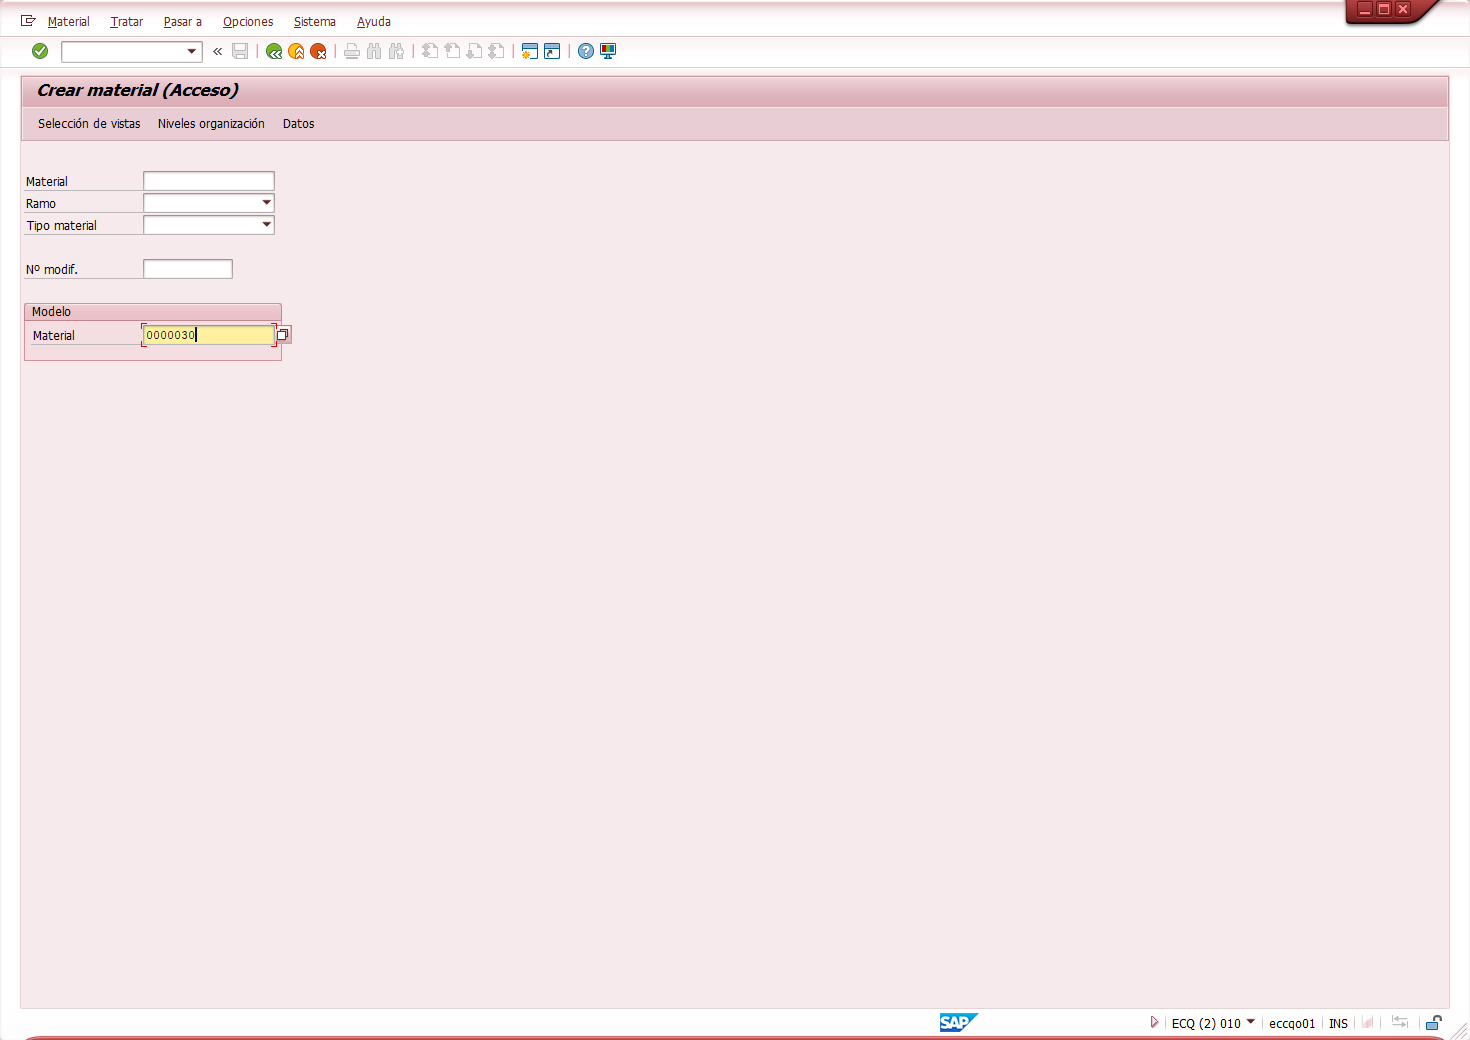 Material Tratar Pasar a Opciones Sistema Ayuda
Crear material (Acceso)
Selección de vistas Niveles organización Datos
Material
Ramo
Tipo material
Nº modif.
Modelo
Material 0000030
SAP ECQ (2) 010 eccqo01 INS